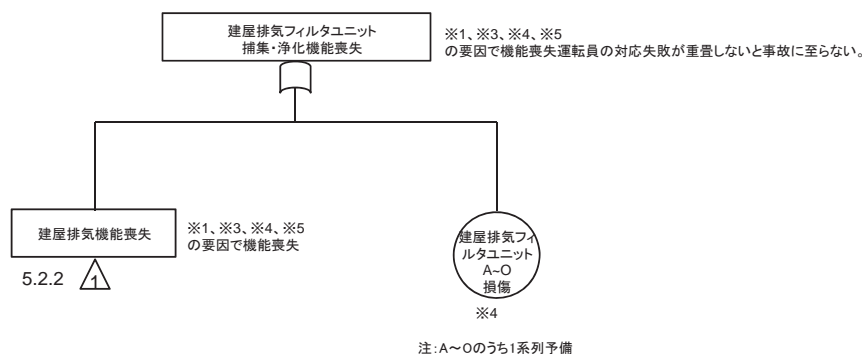 建屋排気フィルタユニット
捕集・浄化機能喪失
※1、※3、※4、※5
の要因で機能喪失運転員の対応失敗が重畳しないと事故に至らない。
建屋排気機能喪失
※1、※3、※4、※5
の要因で機能喪失
5.2.2
1
建屋排気フィ
ルタユニット
A~O
損傷
※4
注:A～Oのうち1系列予備